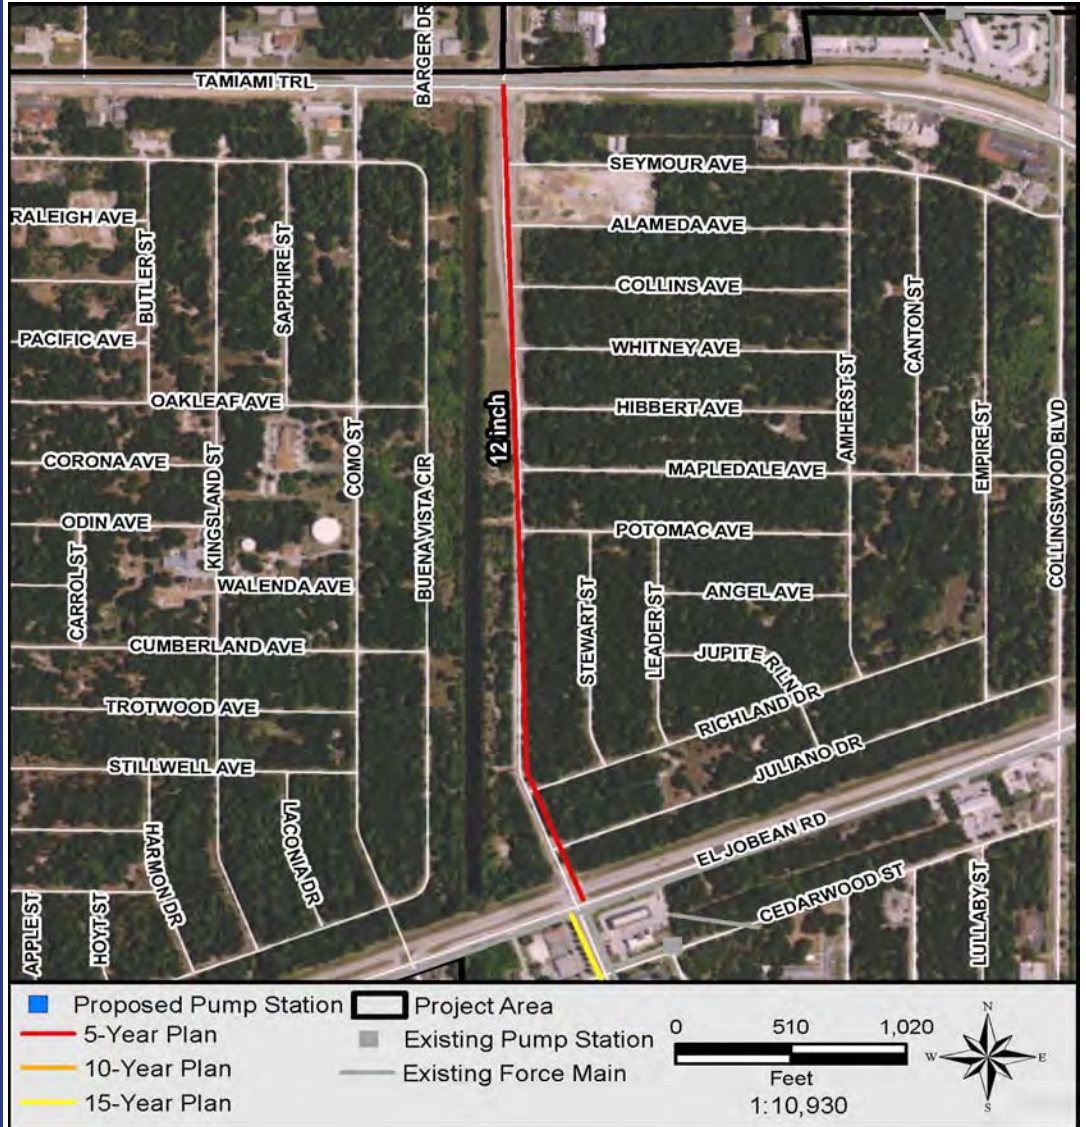 BARGER DR
TAMIAMI TRL
SEYMOUR AVE
RALEIGH AVE
BUTLER ST
SAPPHIRE ST
ALAMEDA AVE
COLLINS AVE
CANTON ST
PACIFIC AVE
WHITNEY AVE
OAKLEAF AVE
12 inch
HIBBERT AVE
AMHERST ST
EMPIRE ST
CORONA AVE
COMO ST
MAPLEDALE AVE
KINGSLAND ST
BUENA VISTA CIR
COLLINGSWOOD BLVD
ODIN AVE
POTOMAC AVE
CARROL ST
WALENDA AVE
STEWART ST
LEADER ST
ANGEL AVE
CUMBERLAND AVE
JUPITER LN
RICHLAND DR
TROTWOOD AVE
JULIANO DR
STILLWELL AVE
HARMON DR
LACONIA DR
EL JOBEAN RD
CEDARWOOD ST
APPLE ST
HOYT ST
LULLABY ST
Proposed Pump Station
5-Year Plan
10-Year Plan
15-Year Plan
Project Area
Existing Pump Station
Existing Force Main
0 510 1,020
Feet
1:10,930
N
W E
S